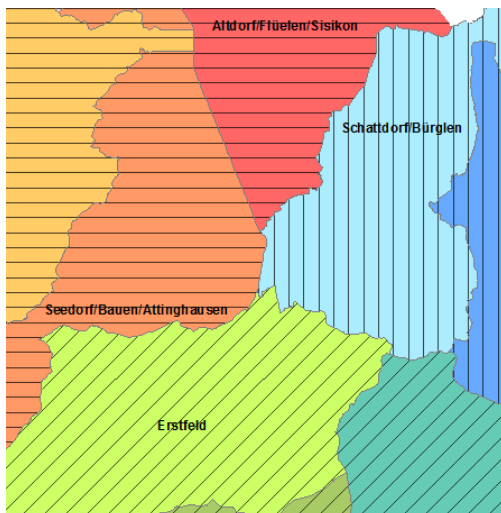 Altdorf/Flüelen/Sisikon
Schattdorf/Bürglen
Seedorf/Bauen/Attinghausen
Erstfeld